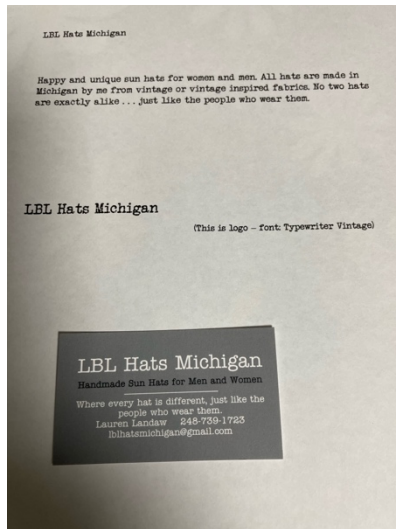 LBL Hats Michigan
Happy and unique sun hats for women and men. All hats are made in
Michigan by me from vintage or vintage inspired fabrics. No two hats
are exactly alike . . . just like the people who wear them.
LBL Hats Michigan
(This is logo – font: Typewriter Vintage)
LBL Hats Michigan
Handmade Sun Hats for Men and Women
Where every hat is different, just like the
people who wear them.
Lauren Landaw 248-739-1723
lblhatsmichigan@gmail.com